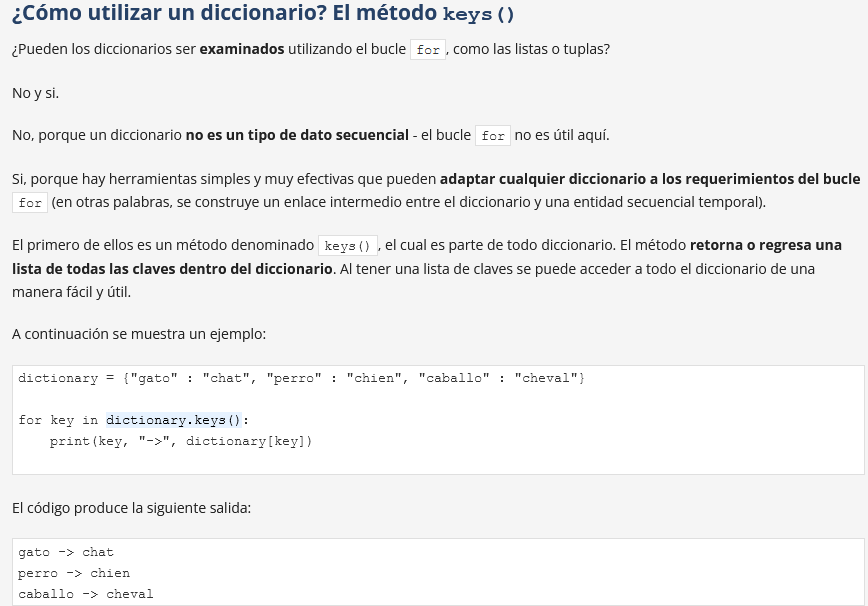 ¿Cómo utilizar un diccionario? El método keys()
¿Pueden los diccionarios ser examinados utilizando el bucle for, como las listas o tuplas?
No y si.
No, porque un diccionario no es un tipo de dato secuencial - el bucle for no es útil aquí.
Si, porque hay herramientas simples y muy efectivas que pueden adaptar cualquier diccionario a los requerimientos del bucle
for (en otras palabras, se construye un enlace intermedio entre el diccionario y una entidad secuencial temporal).
El primero de ellos es un método denominado keys(), el cual es parte de todo diccionario. El método retorna o regresa una
lista de todas las claves dentro del diccionario. Al tener una lista de claves se puede acceder a todo el diccionario de una
manera fácil y útil.
A continuación se muestra un ejemplo:
dictionary = {"gato" : "chat", "perro" : "chien", "caballo" : "cheval"}
for key in dictionary.keys():
    print(key, "->", dictionary[key])
El código produce la siguiente salida:
gato -> chat
perro -> chien
caballo -> cheval